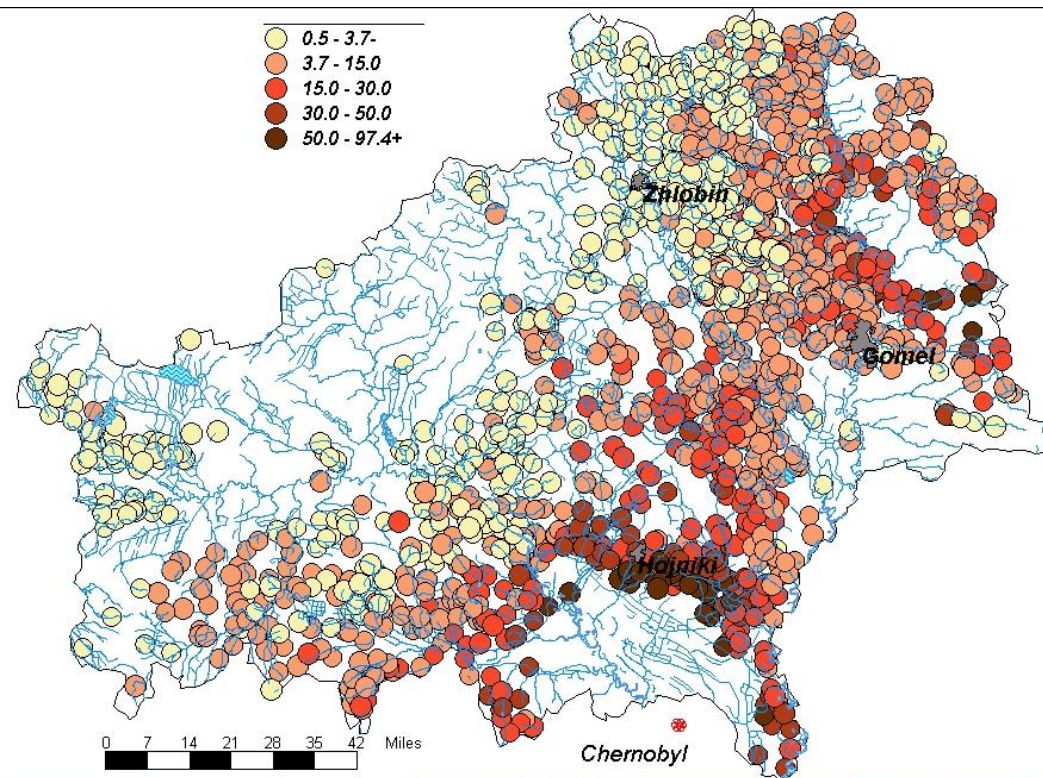 0.5 - 3.7-
3.7 - 15.0
15.0 - 30.0
30.0 - 50.0
50.0 - 97.4+
Zhlobin
Gomel
Hojniki
0 7 14 21 28 35 42 Miles
Chernobyl